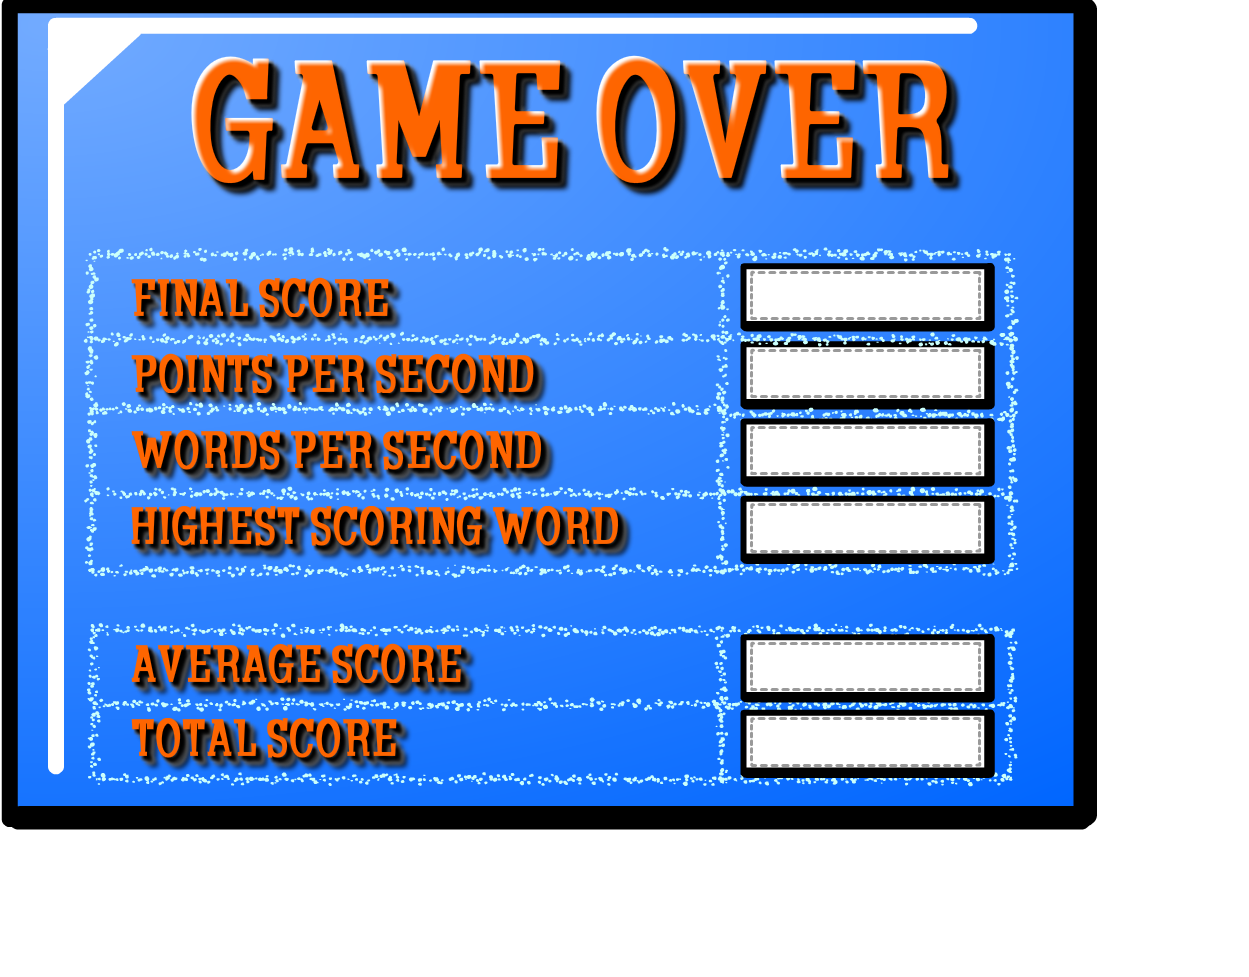 GAME OVER
FINAL SCORE
POINTS PER SECOND
WORDS PER SECOND
HIGHEST SCORING WORD
AVERAGE SCORE
TOTAL SCORE